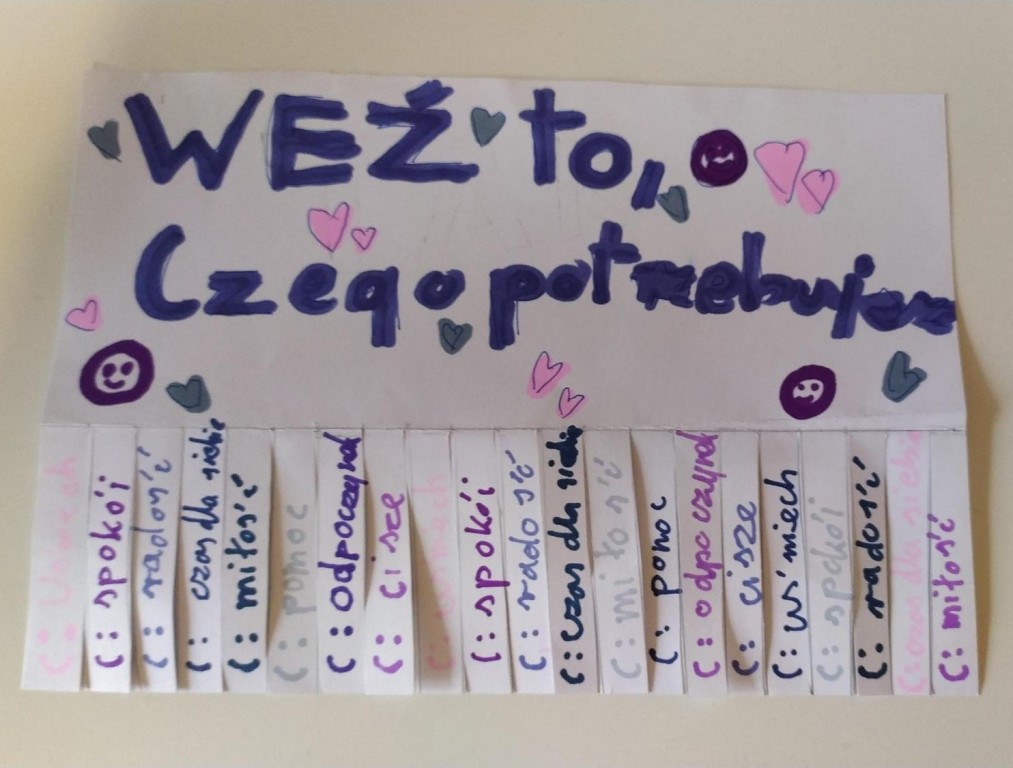 WEŹ to,
Czego potrzebujesz
C: uśmiech
C: spokój
C: radość
C: czas dla siebie
C: miłość
C: pomoc
C: odpoczynek
C: cisze
C: uśmiech
C: spokój
C: radość
C: czas dla siebie
C: miłość
C: pomoc
C: odpoczynek
C: cisze
C: uśmiech
C: spokój
C: radość
C: czas dla siebie
C: miłość